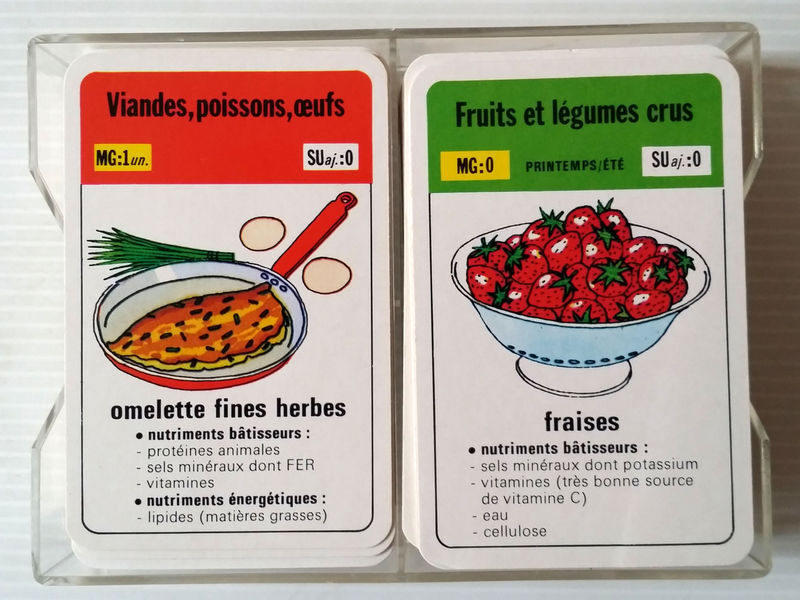 Viandes, poissons, œufs
MG:1un. SUaj.:0
omelette fines herbes
• nutriments bâtisseurs :
- protéines animales
- sels minéraux dont FER
- vitamines
• nutriments énergétiques :
- lipides (matières grasses)
Fruits et légumes crus
MG:0 PRINTEMPS/ÉTÉ SUaj.:0
fraises
• nutriments bâtisseurs :
- sels minéraux dont potassium
- vitamines (très bonne source
de vitamine C)
- eau
- cellulose